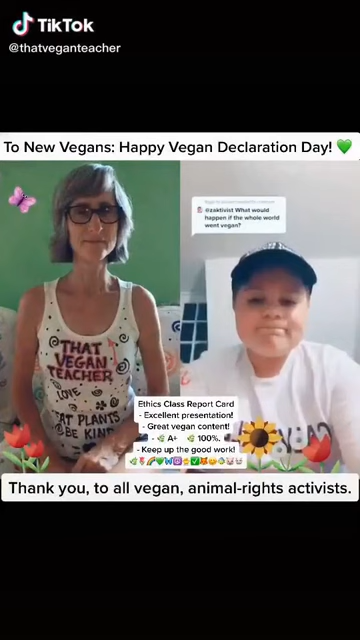 TikTok
@thatveganteacher
To New Vegans: Happy Vegan Declaration Day! 💚
@zaktivist What would
happen if the whole world
went vegan?
THAT
VEGAN
TEACHER
LOVE
EAT PLANTS
BE KIND
Ethics Class Report Card
- Excellent presentation!
- Great vegan content!
- 🌿 A+ 🌿 100%.
- Keep up the good work!
Thank you, to all vegan, animal-rights activists.